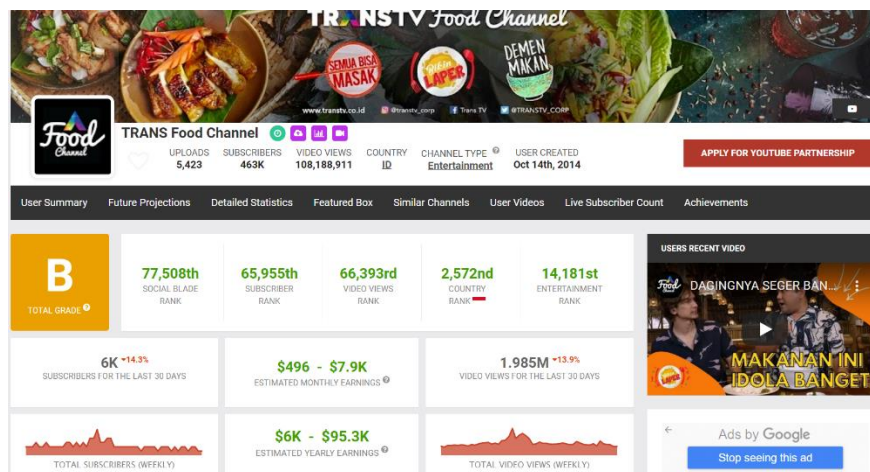 TRANSTV Food Channel
SEMUA BISA
MASAK
Bikin
LAPER
DEMEN
MAKAN
www.transtv.co.id @transtv_corp Trans TV @TRANSTV_CORP
Food
Channel
TRANS Food Channel
UPLOADS SUBSCRIBERS VIDEO VIEWS COUNTRY CHANNEL TYPE USER CREATED
5,423 463K 108,188,911 ID Entertainment Oct 14th, 2014
APPLY FOR YOUTUBE PARTNERSHIP
User Summary Future Projections Detailed Statistics Featured Box Similar Channels User Videos Live Subscriber Count Achievements
B
TOTAL GRADE
77,508th 65,955th 66,393rd 2,572nd 14,181st
SOCIAL BLADE SUBSCRIBER VIDEO VIEWS COUNTRY ENTERTAINMENT
RANK RANK RANK RANK RANK
USERS RECENT VIDEO
Food
Channel
DAGINGNYA SEGER BAN...
LAPER
MAKANAN INI
IDOLA BANGET
6K -14.3%
SUBSCRIBERS FOR THE LAST 30 DAYS
$496 - $7.9K
ESTIMATED MONTHLY EARNINGS
1.985M -13.9%
VIDEO VIEWS FOR THE LAST 30 DAYS
TOTAL SUBSCRIBERS (WEEKLY)
$6K - $95.3K
ESTIMATED YEARLY EARNINGS
TOTAL VIDEO VIEWS (WEEKLY)
Ads by Google
Stop seeing this ad